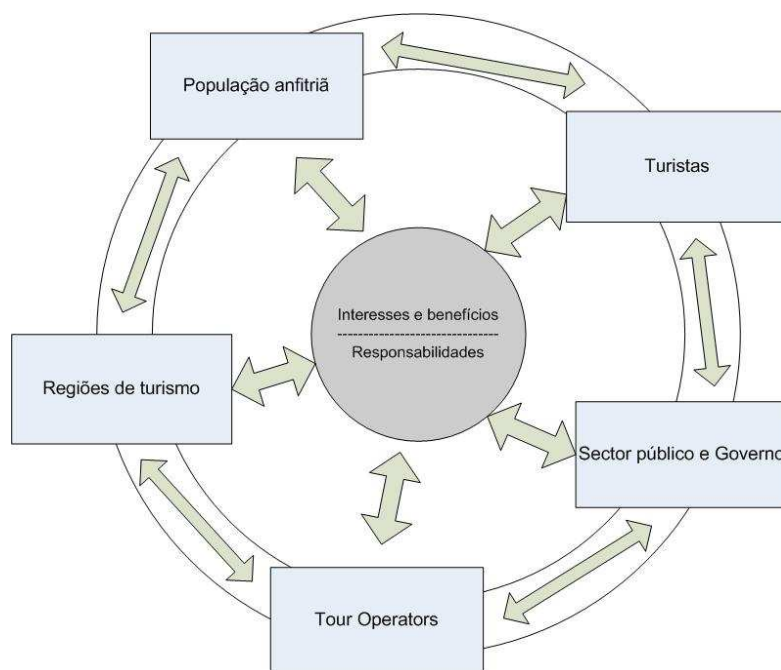 População anfitriã
Turistas
Interesses e benefícios
Responsabilidades
Regiões de turismo
Sector público e Governo
Tour Operators